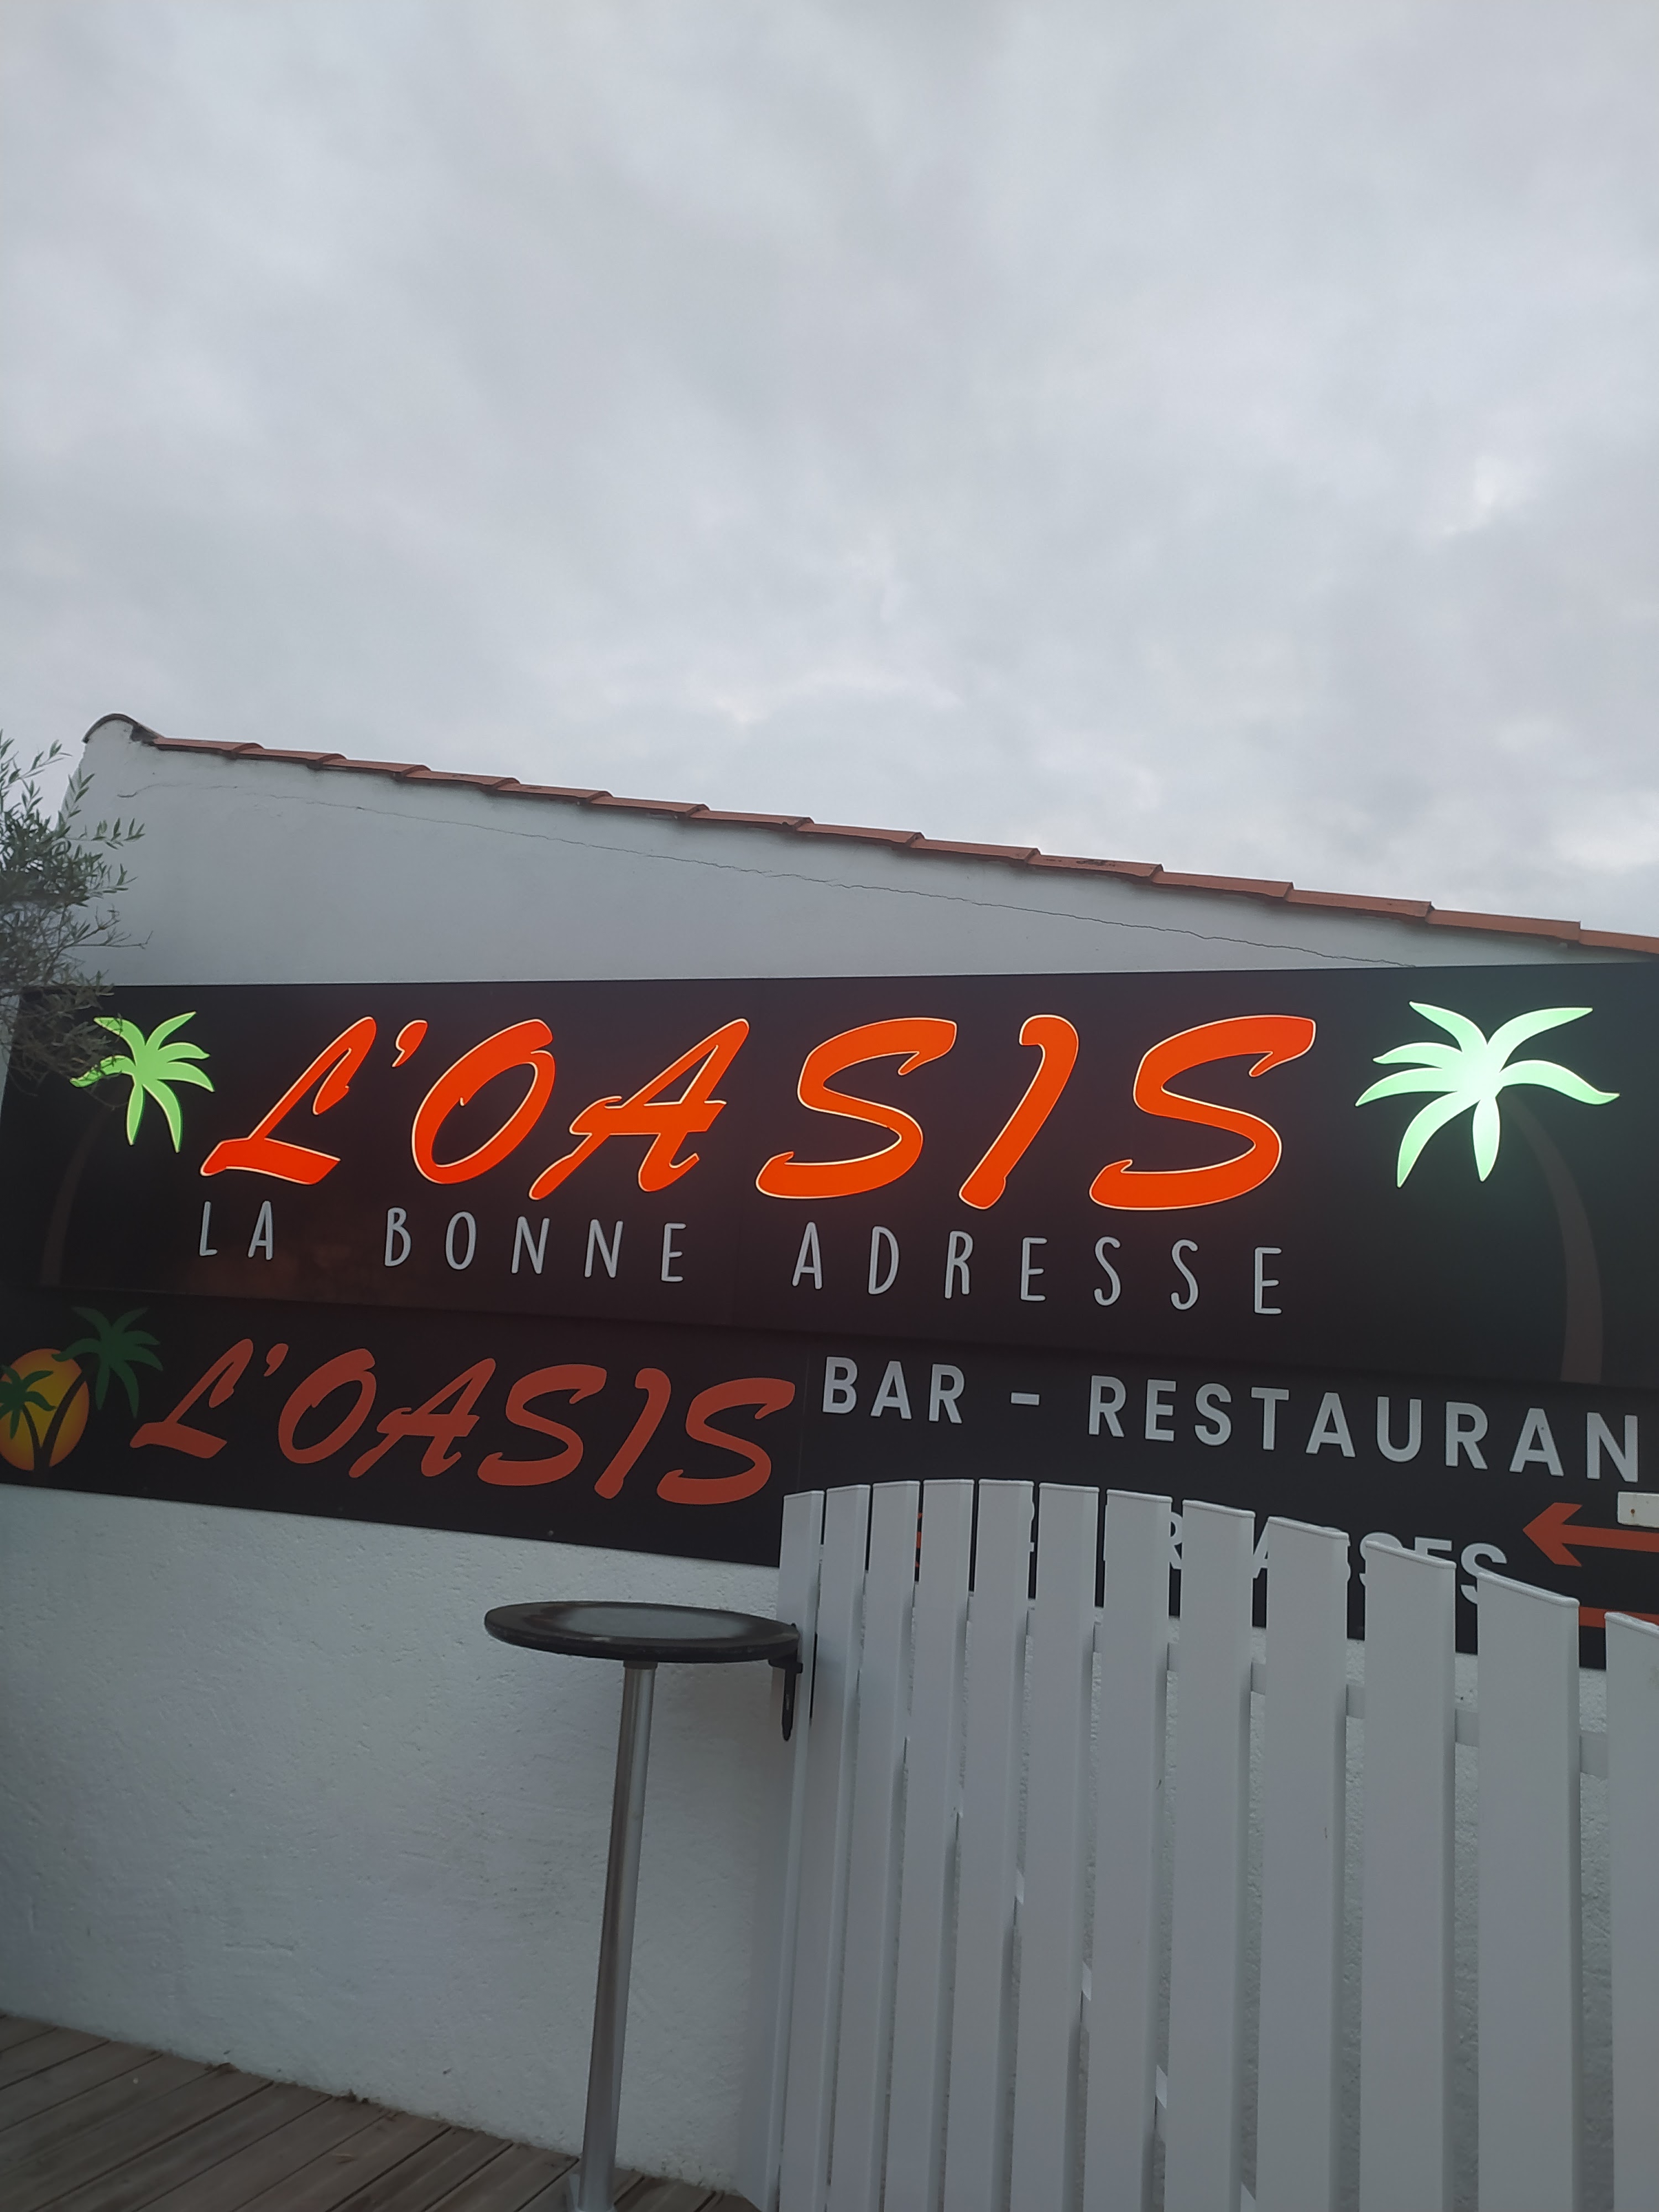 L'OASIS
LA BONNE ADRESSE
L'OASIS
BAR - RESTAURAN